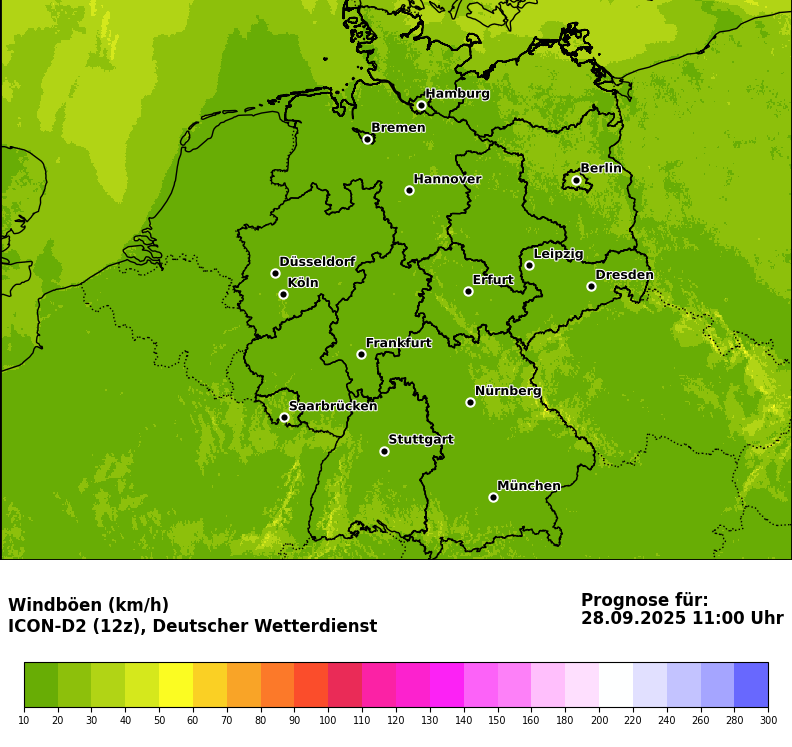 Hamburg
Bremen
Berlin
Hannover
Leipzig
Düsseldorf
Dresden
Köln
Erfurt
Frankfurt
Nürnberg
Saarbrücken
Stuttgart
München
Windböen (km/h)
ICON-D2 (12z), Deutscher Wetterdienst
Prognose für:
28.09.2025 11:00 Uhr
10 20 30 40 50 60 70 80 90 100 110 120 130 140 150 160 180 200 220 240 260 280 300